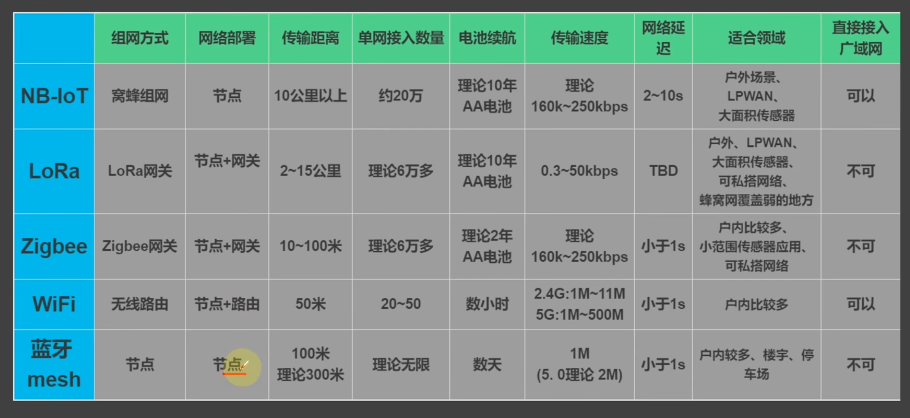 组网方式 网络部署 传输距离 单网接入数量 电池续航 传输速度 网络延
迟 适合领域 直接接入
广域网
NB-IoT 窝蜂组网 节点 10公里以上 约20万 理论10年
AA电池 理论
160k~250kbps 2~10s 户外场景、
LPWAN、
大面积传感器 可以
LoRa LoRa网关 节点+网关 2~15公里 理论6万多 理论10年
AA电池 0.3~50kbps TBD 户外、LPWAN、
大面积传感器、
可私搭网络、
蜂窝网覆盖弱的地方 不可
Zigbee Zigbee网关 节点+网关 10~100米 理论6万多 理论2年
AA电池 理论
160k~250kbps 小于1s 户内比较多、
小范围传感器应用、
可私搭网络 不可
WiFi 无线路由 节点+路由 50米 20~50 数小时 2.4G:1M~11M
5G:1M~500M 小于1s 户内比较多 可以
蓝牙
mesh 节点 节点 100米
理论300米 理论无限 数天 1M
(5. 0理论 2M) 小于1s 户内较多、楼宇、停
车场 不可